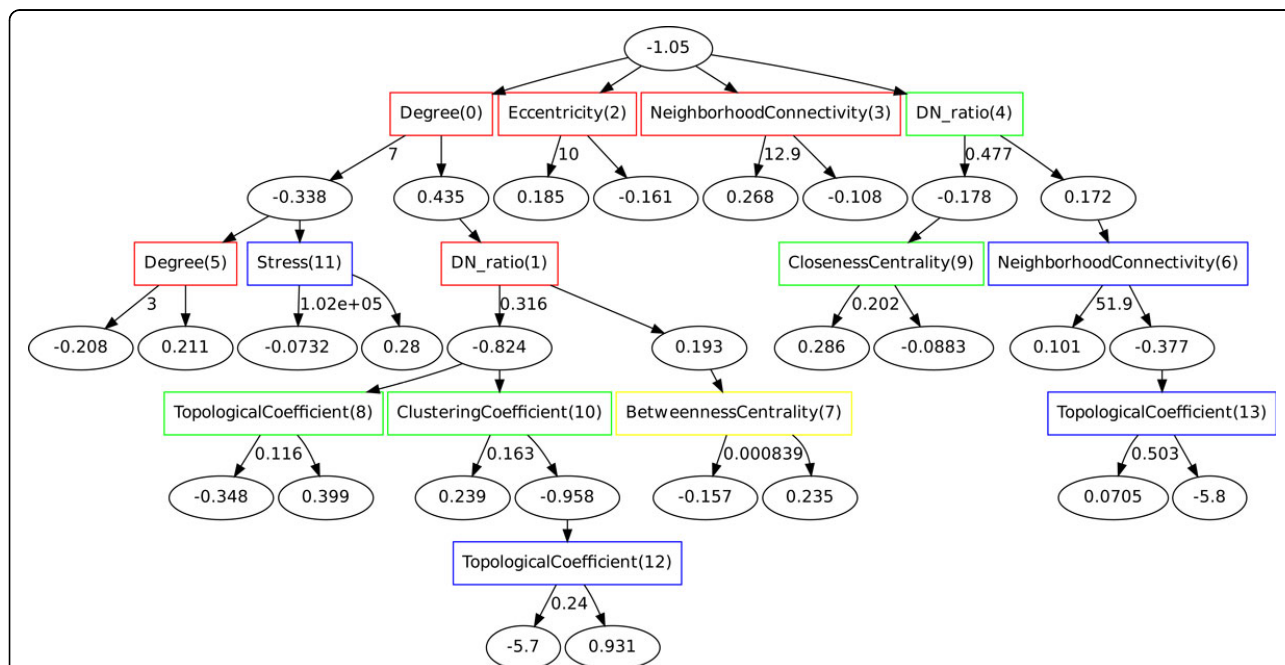 -1.05
Degree(0) Eccentricity(2) NeighborhoodConnectivity(3) DN_ratio(4)
7 10 12.9 0.477
-0.338 0.435 0.185 -0.161 0.268 -0.108 -0.178 0.172
Degree(5) Stress(11) DN_ratio(1) ClosenessCentrality(9) NeighborhoodConnectivity(6)
3 1.02e+05 0.316 0.202 51.9
-0.208 0.211 -0.0732 0.28 -0.824 0.193 0.286 -0.0883 0.101 -0.377
TopologicalCoefficient(8) ClusteringCoefficient(10) BetweennessCentrality(7) TopologicalCoefficient(13)
0.116 0.163 0.000839 0.503
-0.348 0.399 0.239 -0.958 -0.157 0.235 0.0705 -5.8
TopologicalCoefficient(12)
0.24
-5.7 0.931